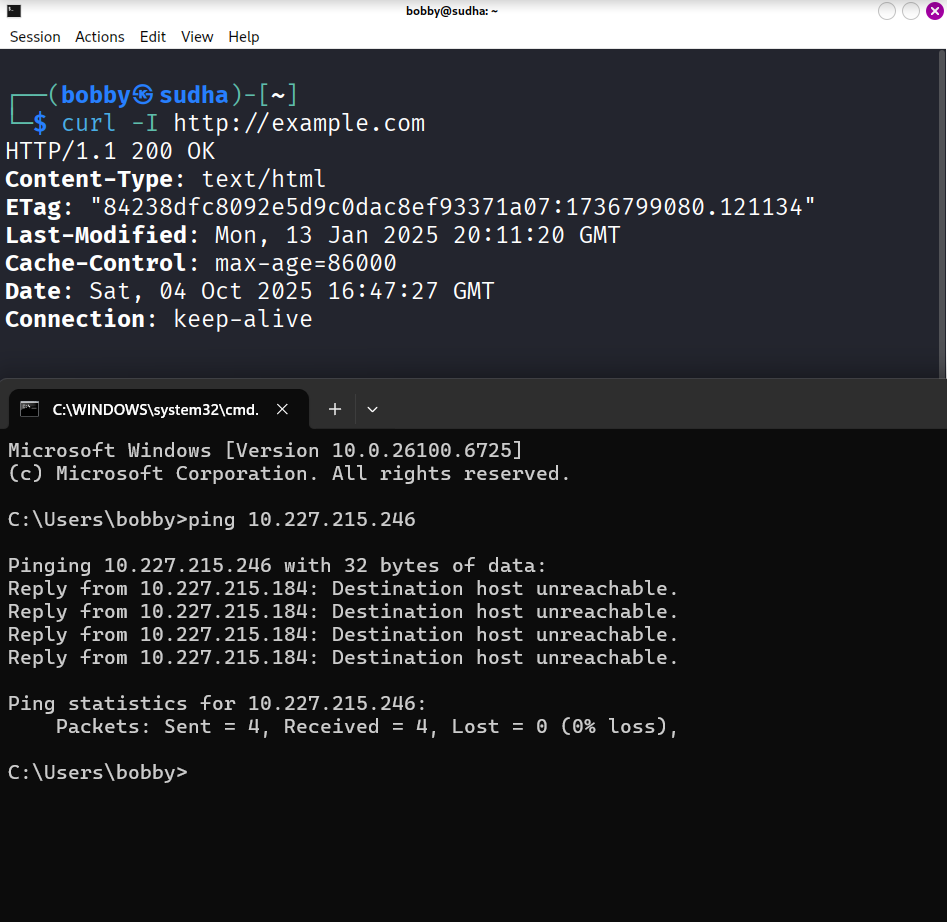 bobby@sudha: ~
Session Actions Edit View Help
┌──(bobby㉿sudha)-[~]
└─$ curl -I http://example.com
HTTP/1.1 200 OK
Content-Type: text/html
ETag: "84238dfc8092e5d9c0dac8ef93371a07:1736799080.121134"
Last-Modified: Mon, 13 Jan 2025 20:11:20 GMT
Cache-Control: max-age=86000
Date: Sat, 04 Oct 2025 16:47:27 GMT
Connection: keep-alive
C:\WINDOWS\system32\cmd.
Microsoft Windows [Version 10.0.26100.6725]
(c) Microsoft Corporation. All rights reserved.
C:\Users\bobby>ping 10.227.215.246
Pinging 10.227.215.246 with 32 bytes of data:
Reply from 10.227.215.184: Destination host unreachable.
Reply from 10.227.215.184: Destination host unreachable.
Reply from 10.227.215.184: Destination host unreachable.
Reply from 10.227.215.184: Destination host unreachable.
Ping statistics for 10.227.215.246:
    Packets: Sent = 4, Received = 4, Lost = 0 (0% loss),
C:\Users\bobby>